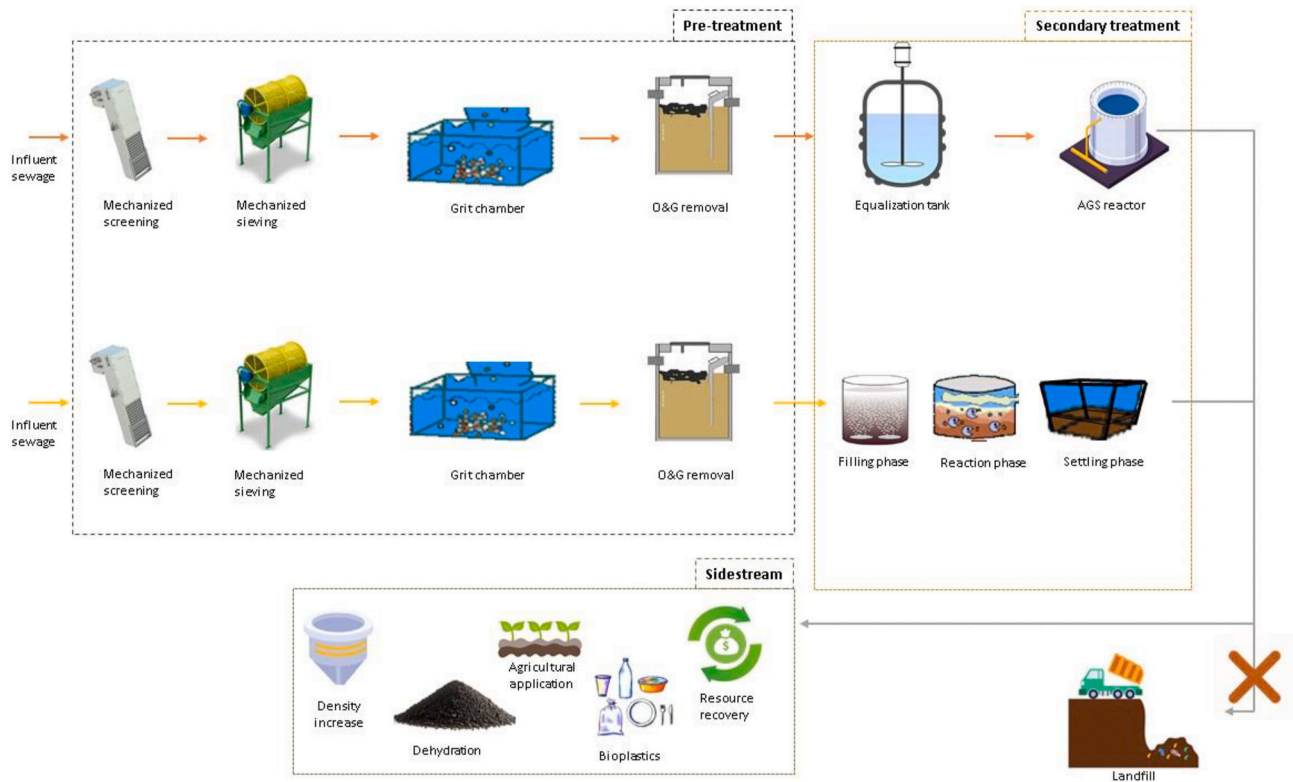 Pre-treatment
Secondary treatment
Influent
sewage
Mechanized
screening
Mechanized
sieving
Grit chamber
O&G removal
Equalization tank
AGS reactor
Influent
sewage
Mechanized
screening
Mechanized
sieving
Grit chamber
O&G removal
Filling phase
Reaction phase
Settling phase
Sidestream
Density
increase
Dehydration
Agricultural
application
Bioplastics
$
Resource
recovery
Landfill